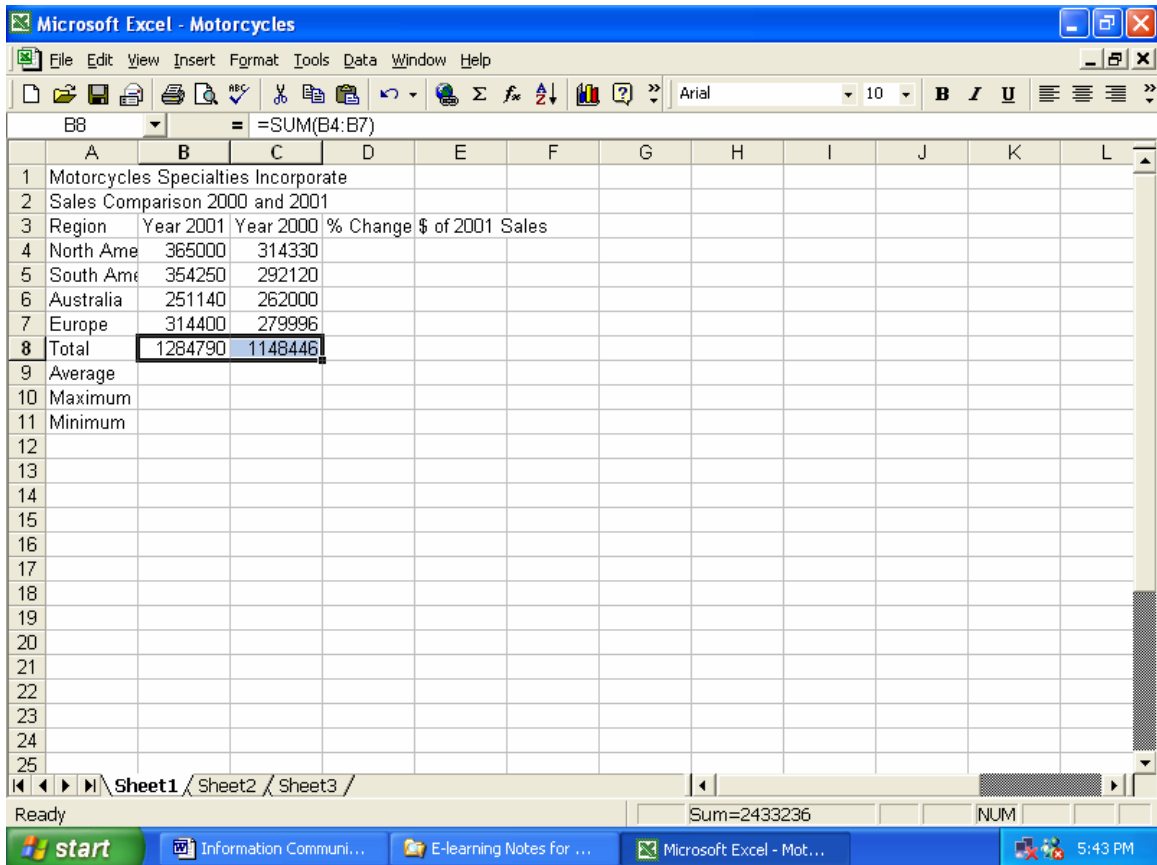 Microsoft Excel - Motorcycles
File Edit View Insert Format Tools Data Window Help
ABC Σ fx A Z Arial 10 B I U
B8 = =SUM(B4:B7)
A B C D E F G H I J K L
1 Motorcycles Specialties Incorporate
2 Sales Comparison 2000 and 2001
3 Region Year 2001 Year 2000 % Change $ of 2001 Sales
4 North Ame 365000 314330
5 South Ame 354250 292120
6 Australia 251140 262000
7 Europe 314400 279996
8 Total 1284790 1148446
9 Average
10 Maximum
11 Minimum
12
13
14
15
16
17
18
19
20
21
22
23
24
25
Sheet1 Sheet2 Sheet3
Ready Sum=2433236 NUM
start Information Communi... E-learning Notes for ... Microsoft Excel - Mot... 5:43 PM